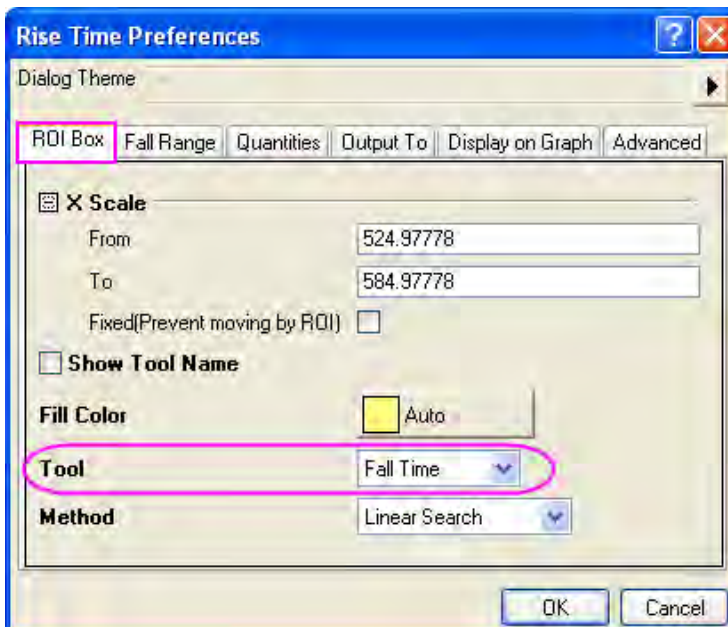 Rise Time Preferences
Dialog Theme
ROI Box Fall Range Quantities Output To Display on Graph Advanced
X Scale
From 524.97778
To 584.97778
Fixed(Prevent moving by ROI)
Show Tool Name
Fill Color Auto
Tool Fall Time
Method Linear Search
OK Cancel